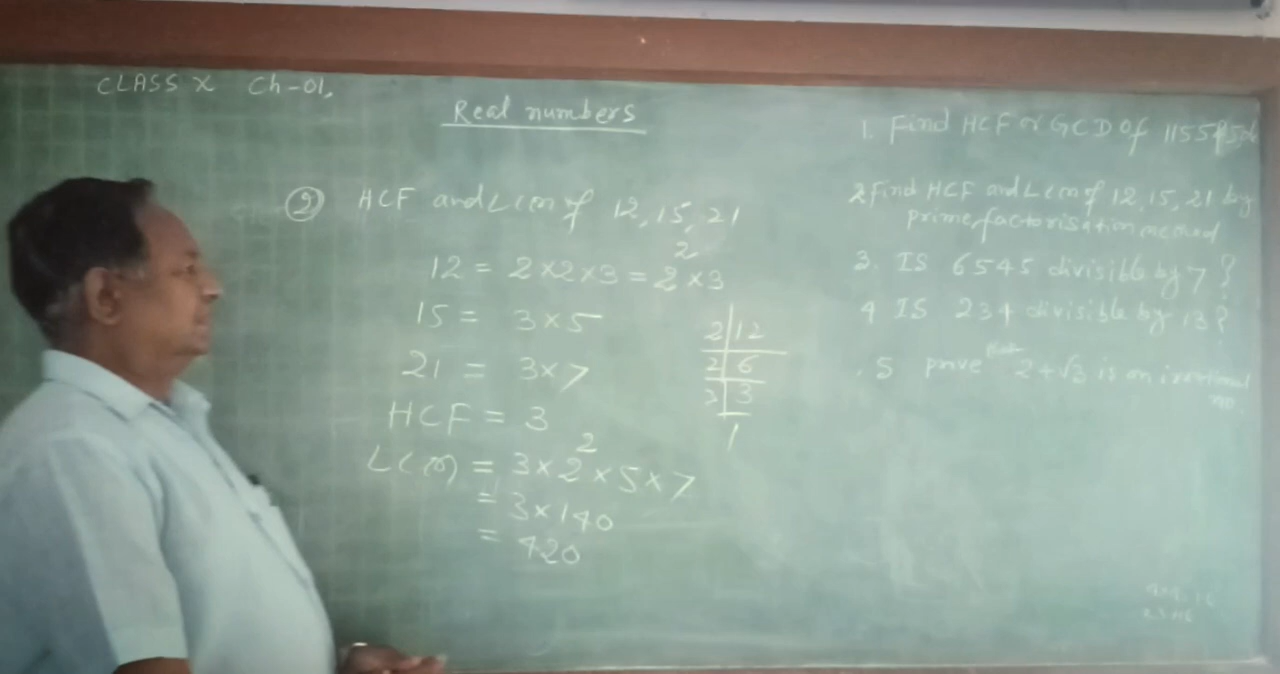 CLASS X Ch-01,
Real numbers
② HCF and LCM of 12, 15, 21
12 = 2×2×3 = 2²×3
15 = 3×5
21 = 3×7
HCF = 3
LCM = 3×2²×5×7
= 3×140
= 420
2 | 12
2 | 6
3 | 3
1
1. Find HCF or GCD of 1155 &
2. Find HCF and LCM of 12, 15, 21 by
prime factorisation method
3. IS 6545 divisible by 7 ?
4 IS 234 divisible by 13 ?
5 prove that 2+√3 is an irrational
no.